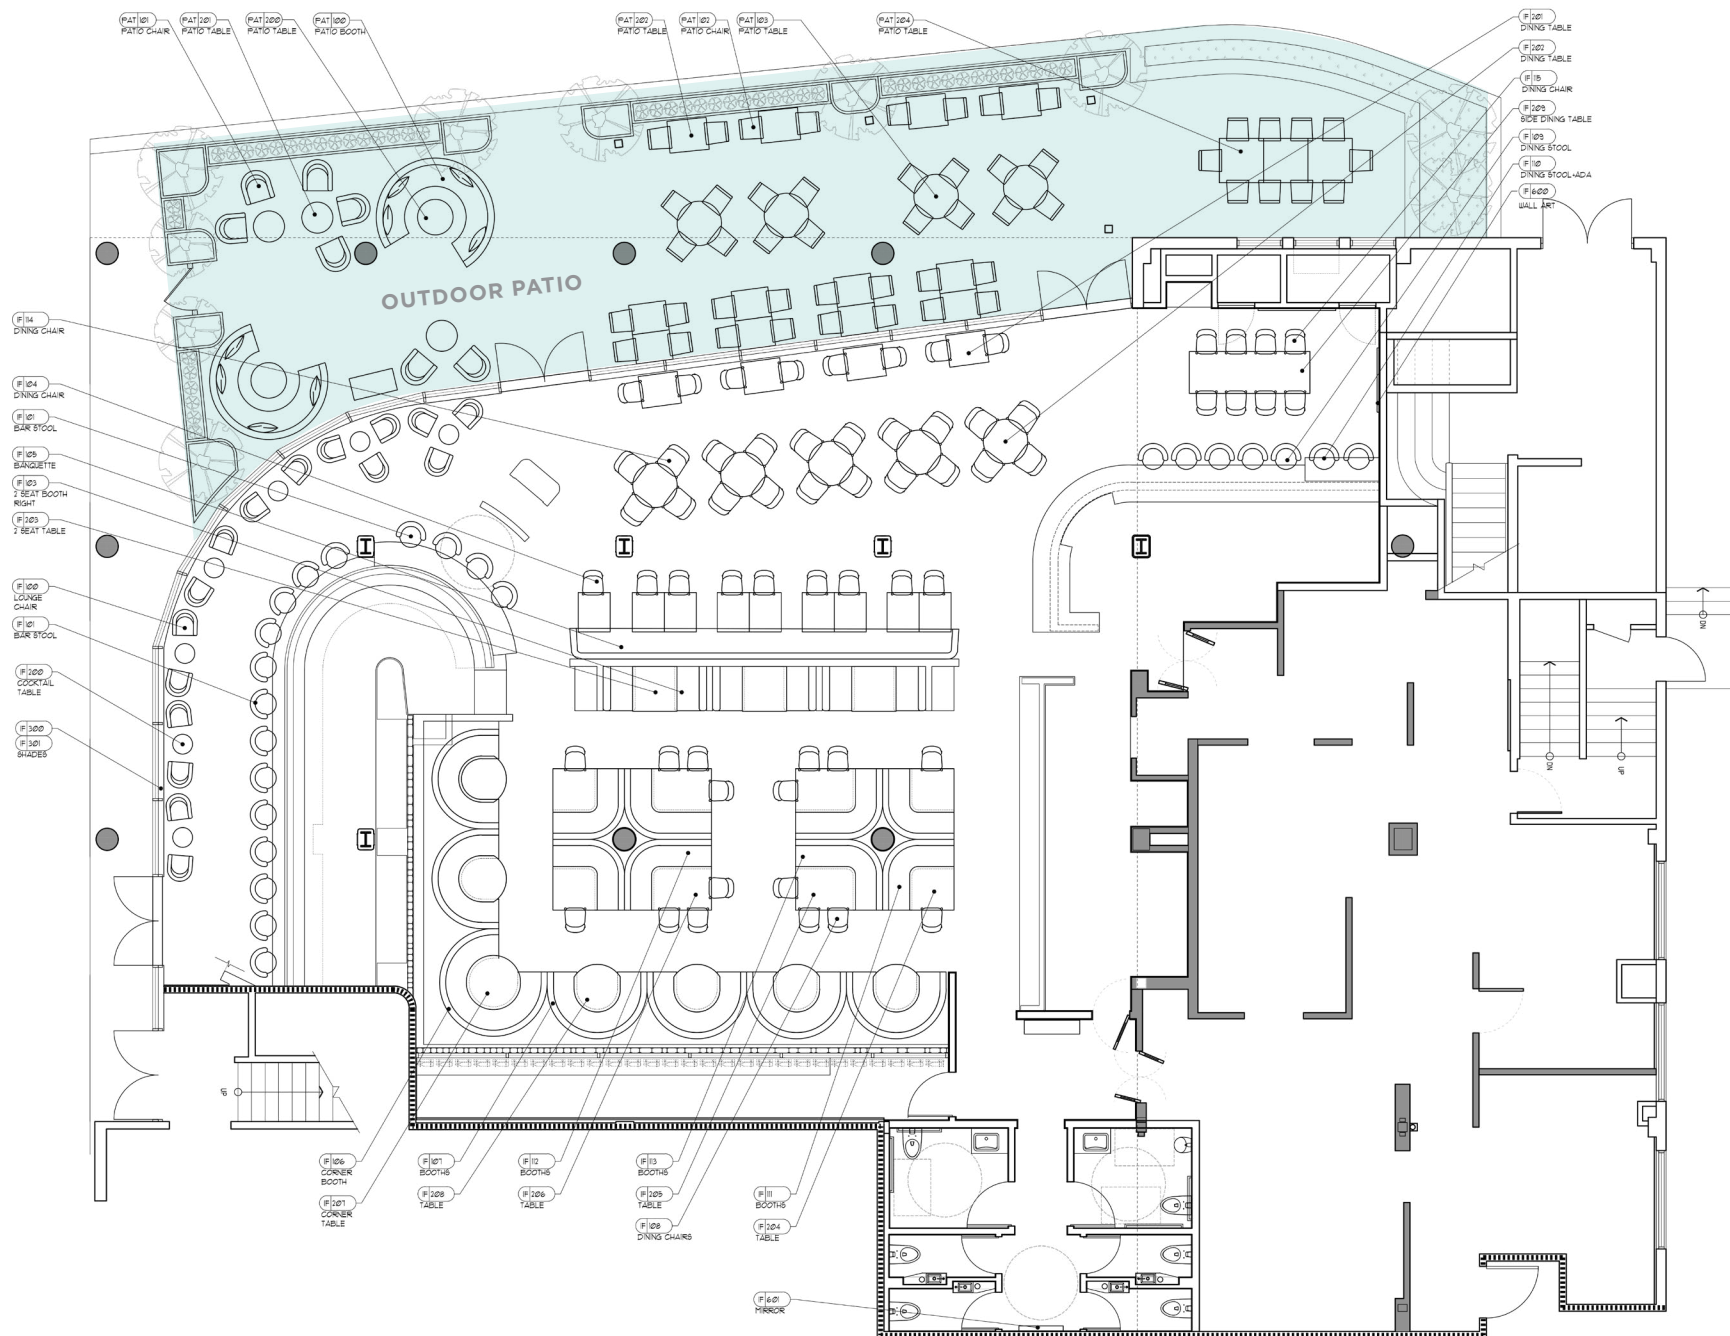 PAT 101
PATIO CHAIR
PAT 201
PATIO TABLE
PAT 200
PATIO TABLE
PAT 100
PATIO BOOTH
PAT 202
PATIO TABLE
PAT 102
PATIO CHAIR
PAT 103
PATIO TABLE
PAT 204
PATIO TABLE
IF 201
DINING TABLE
IF 202
DINING TABLE
IF 115
DINING CHAIR
IF 209
SIDE DINING TABLE
IF 109
DINING STOOL
IF 110
DINING STOOL-ADA
IF 600
WALL ART
OUTDOOR PATIO
IF 114
DINING CHAIR
IF 104
DINING CHAIR
IF 101
BAR STOOL
IF 105
BANQUETTE
IF 103
2 SEAT BOOTH
RIGHT
IF 203
2 SEAT TABLE
IF 100
LOUNGE
CHAIR
IF 101
BAR STOOL
IF 200
COCKTAIL
TABLE
IF 300
IF 301
SHADES
DN
DN
UP
UP
IF 106
CORNER
BOOTH
IF 207
CORNER
TABLE
IF 107
BOOTHS
IF 208
TABLE
IF 112
BOOTHS
IF 206
TABLE
IF 113
BOOTHS
IF 205
TABLE
IF 108
DINING CHAIRS
IF 111
BOOTHS
IF 204
TABLE
IF 601
MIRROR